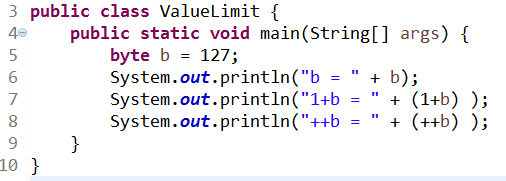 3 public class ValueLimit {
4 public static void main(String[] args) {
5 byte b = 127;
6 System.out.println("b = " + b);
7 System.out.println("1+b = " + (1+b) );
8 System.out.println("++b = " + (++b) );
9 }
10 }